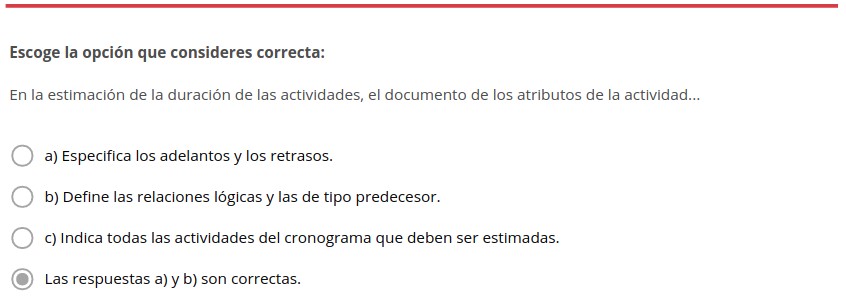 Escoge la opción que consideres correcta:
En la estimación de la duración de las actividades, el documento de los atributos de la actividad...
a) Especifica los adelantos y los retrasos.
b) Define las relaciones lógicas y las de tipo predecesor.
c) Indica todas las actividades del cronograma que deben ser estimadas.
Las respuestas a) y b) son correctas.